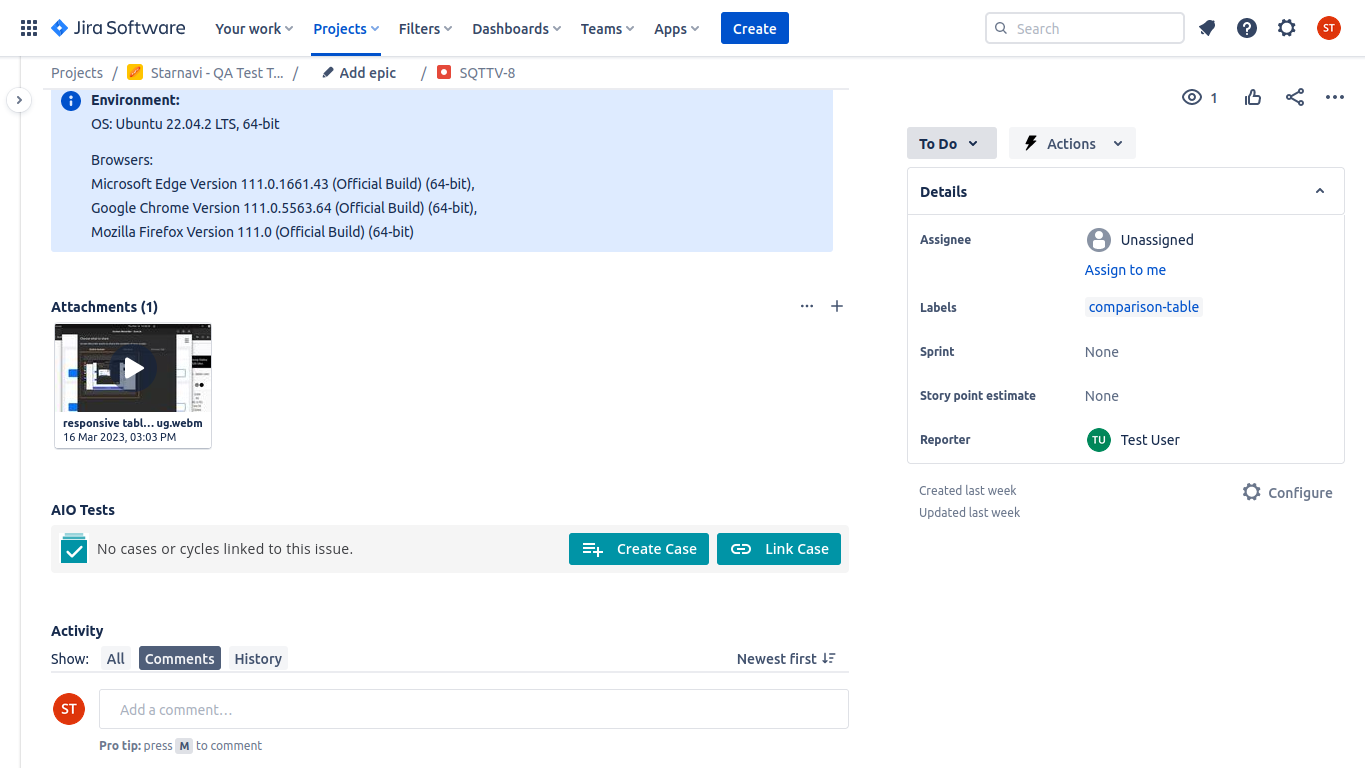 Jira Software
Your work
Projects
Filters
Dashboards
Teams
Apps
Create
Search
ST
Projects / Starnavi - QA Test T... / Add epic / SQTTV-8
1
Environment:
OS: Ubuntu 22.04.2 LTS, 64-bit
Browsers:
Microsoft Edge Version 111.0.1661.43 (Official Build) (64-bit),
Google Chrome Version 111.0.5563.64 (Official Build) (64-bit),
Mozilla Firefox Version 111.0 (Official Build) (64-bit)
Attachments (1)
responsive tabl... ug.webm
16 Mar 2023, 03:03 PM
AIO Tests
No cases or cycles linked to this issue.
Create Case
Link Case
Activity
Show:
All
Comments
History
Newest first
ST
Add a comment…
Pro tip: press M to comment
To Do
Actions
Details
Assignee
Unassigned
Assign to me
Labels
comparison-table
Sprint
None
Story point estimate
None
Reporter
TU
Test User
Created last week
Updated last week
Configure